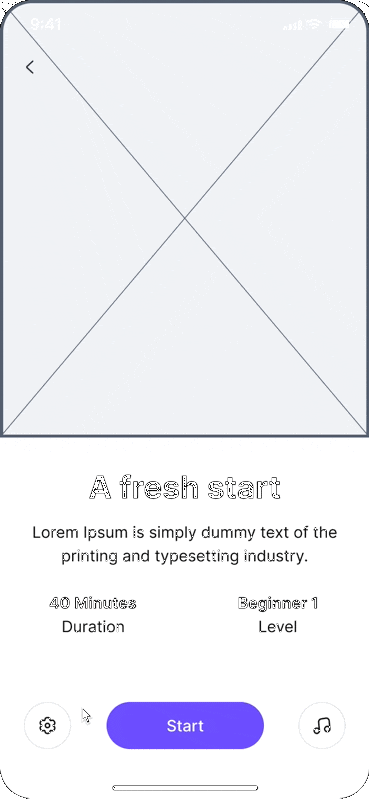 9:41
A fresh start
Lorem Ipsum is simply dummy text of the
printing and typesetting industry.
40 Minutes
Duration
Beginner 1
Level
Start